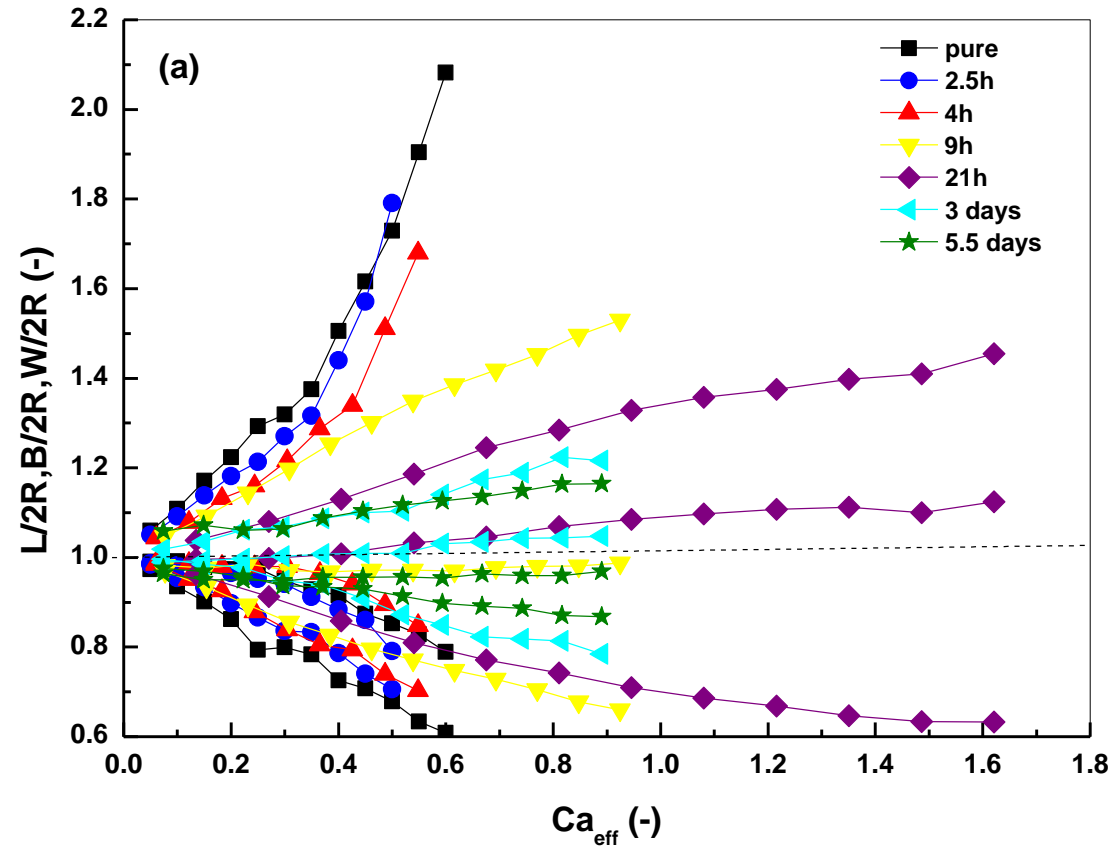 (a)
pure
2.5h
4h
9h
21h
3 days
5.5 days
L/2R,B/2R,W/2R (-)
2.2
2.0
1.8
1.6
1.4
1.2
1.0
0.8
0.6
0.0 0.2 0.4 0.6 0.8 1.0 1.2 1.4 1.6 1.8
Ca_eff (-)